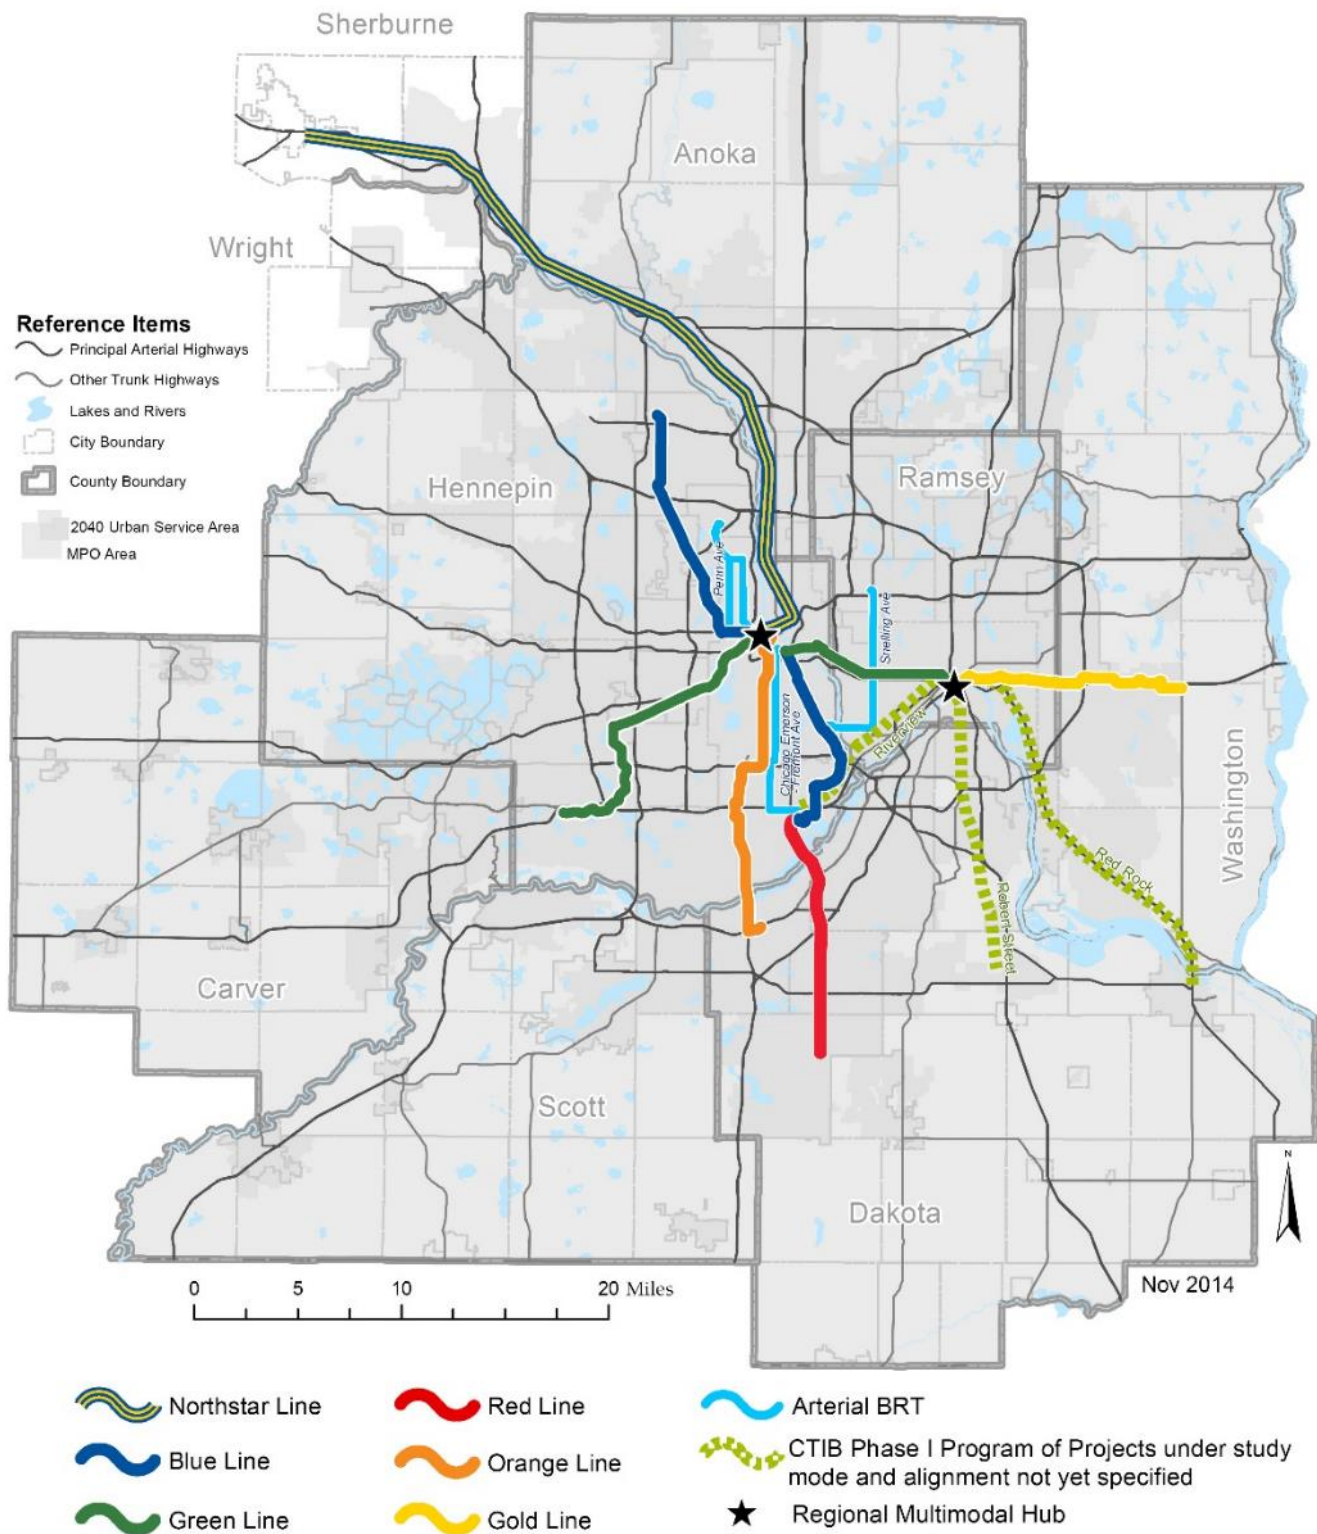 Sherburne
Anoka
Wright
Reference Items
Principal Arterial Highways
Other Trunk Highways
Lakes and Rivers
City Boundary
County Boundary
2040 Urban Service Area
MPO Area
Hennepin
Ramsey
Penn Ave
Snelling Ave
Riverview
Chicago Emerson
- Fremont Ave
Washington
Red Rock
Robert Street
Carver
Scott
Dakota
N
Nov 2014
0 5 10 20 Miles
Northstar Line
Red Line
Arterial BRT
Blue Line
Orange Line
CTIB Phase I Program of Projects under study
mode and alignment not yet specified
Green Line
Gold Line
Regional Multimodal Hub